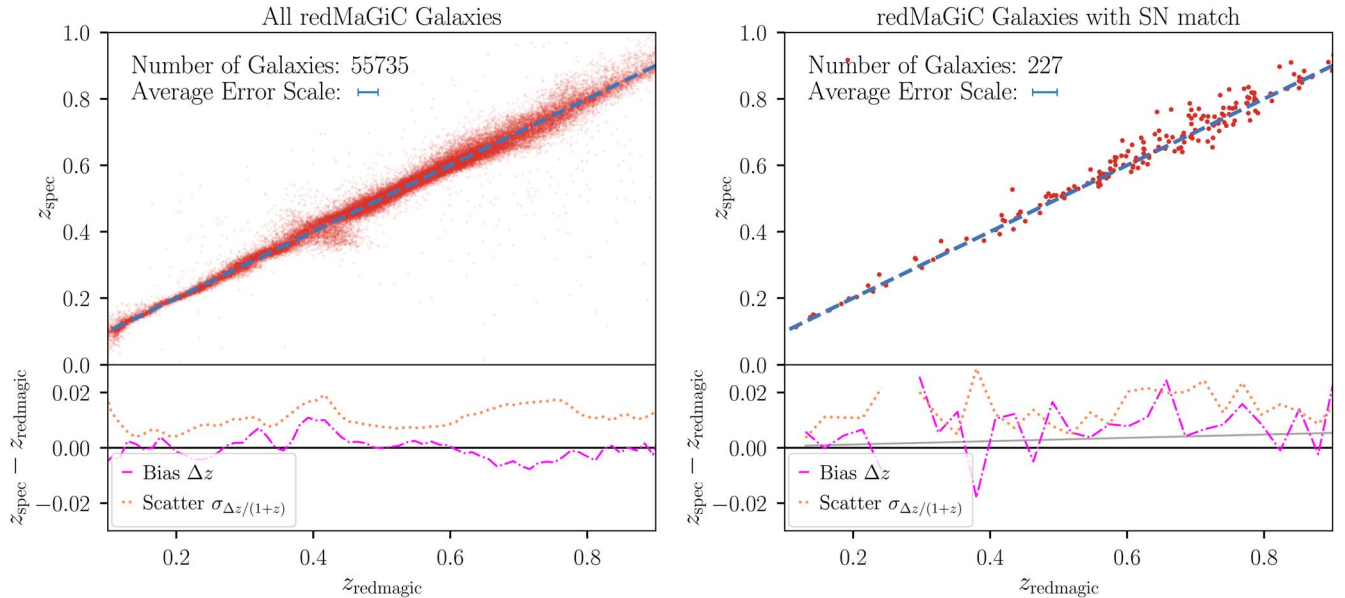 All redMaGiC Galaxies
Number of Galaxies: 55735
Average Error Scale:
1.0
0.8
0.6
0.4
0.2
0.0
z_spec
0.02
0.00
−0.02
z_spec − z_redmagic
Bias Δz
Scatter σ_Δz/(1+z)
0.2 0.4 0.6 0.8
z_redmagic
redMaGiC Galaxies with SN match
Number of Galaxies: 227
Average Error Scale:
1.0
0.8
0.6
0.4
0.2
0.0
z_spec
0.02
0.00
−0.02
z_spec − z_redmagic
Bias Δz
Scatter σ_Δz/(1+z)
0.2 0.4 0.6 0.8
z_redmagic